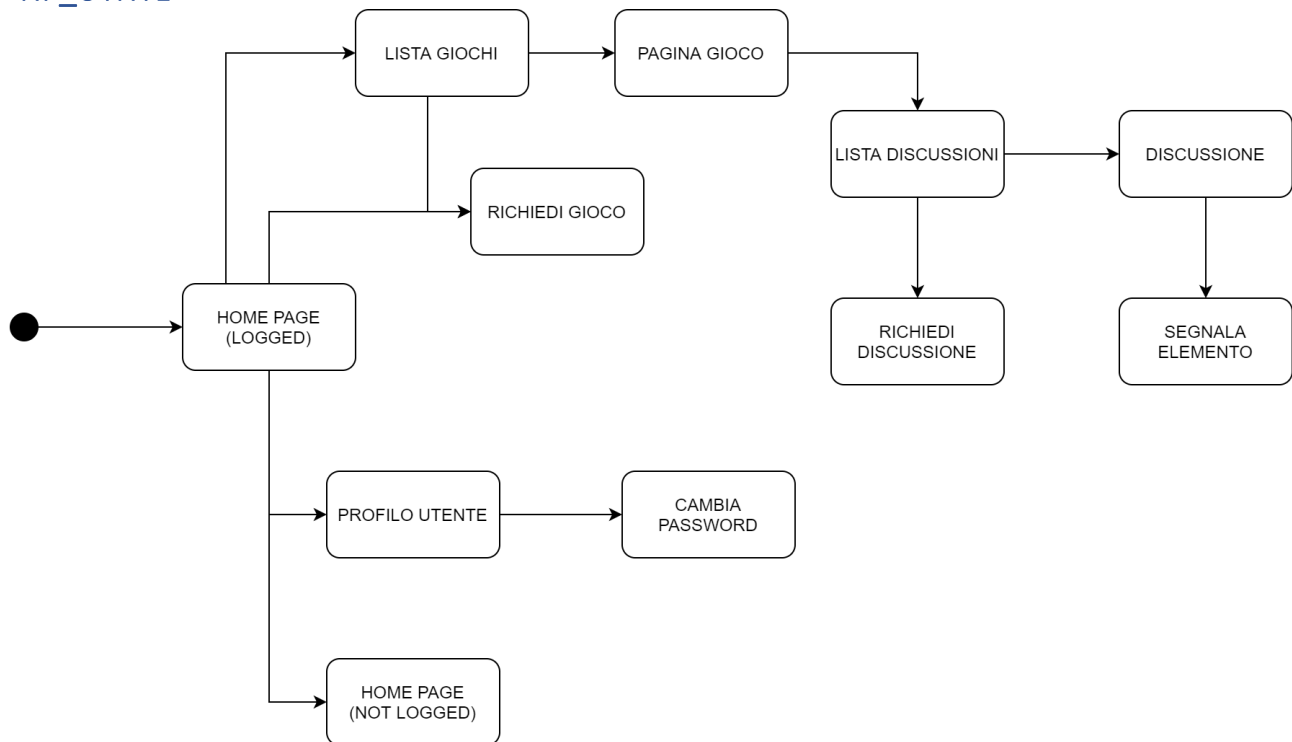 LISTA GIOCHI
PAGINA GIOCO
LISTA DISCUSSIONI
DISCUSSIONE
RICHIEDI GIOCO
HOME PAGE
(LOGGED)
RICHIEDI
DISCUSSIONE
SEGNALA
ELEMENTO
PROFILO UTENTE
CAMBIA
PASSWORD
HOME PAGE
(NOT LOGGED)